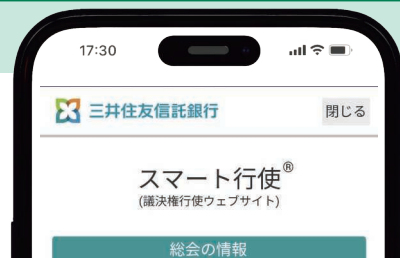 17:30
三井住友信託銀行
閉じる
スマート行使®
(議決権行使ウェブサイト)
総会の情報